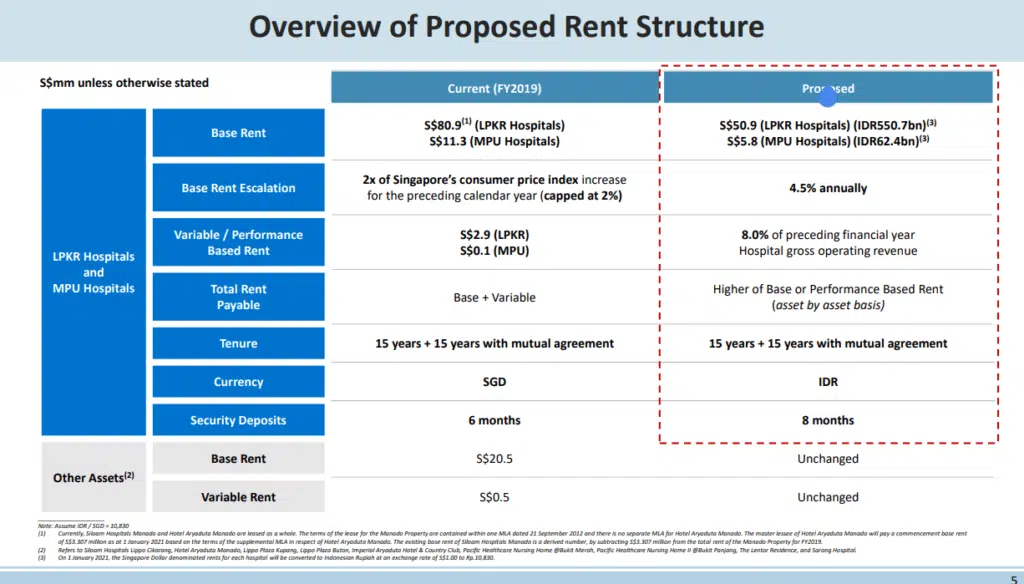 Overview of Proposed Rent Structure
S$mm unless otherwise stated
Current (FY2019)
Proposed
LPKR Hospitals
and
MPU Hospitals
Base Rent
S$80.9(1) (LPKR Hospitals)
S$11.3 (MPU Hospitals)
S$50.9 (LPKR Hospitals) (IDR550.7bn)(3)
S$5.8 (MPU Hospitals) (IDR62.4bn)(3)
Base Rent Escalation
2x of Singapore's consumer price index increase
for the preceding calendar year (capped at 2%)
4.5% annually
Variable / Performance
Based Rent
S$2.9 (LPKR)
S$0.1 (MPU)
8.0% of preceding financial year
Hospital gross operating revenue
Total Rent
Payable
Base + Variable
Higher of Base or Performance Based Rent
(asset by asset basis)
Tenure
15 years + 15 years with mutual agreement
15 years + 15 years with mutual agreement
Currency
SGD
IDR
Security Deposits
6 months
8 months
Other Assets(2)
Base Rent
S$20.5
Unchanged
Variable Rent
S$0.5
Unchanged
Note: Assume IDR / SGD = 10,830
(1) Currently, Siloam Hospitals Manado and Hotel Aryaduta Manado are leased as a whole. The terms of the lease for the Manado Property are contained within one MLA dated 21 September 2012 and there is no separate MLA for Hotel Aryaduta Manado. The master lessee of Hotel Aryaduta Manado will pay a commencement base rent
of S$3.307 million as at 1 January 2021 based on the terms of the supplemental MLA in respect of Hotel Aryaduta Manado. The existing base rent of Siloam Hospitals Manado is a derived number, by subtracting S$3.307 million from the total rent of the Manado Property for FY2019.
(2) Refers to Siloam Hospitals Lippo Cikarang, Hotel Aryaduta Manado, Lippo Plaza Kupang, Lippo Plaza Buton, Imperial Aryaduta Hotel & Country Club, Pacific Healthcare Nursing Home @Bukit Merah, Pacific Healthcare Nursing Home II @Bukit Panjang, The Lentor Residence, and Sarang Hospital.
(3) On 1 January 2021, the Singapore Dollar denominated rents for each hospital will be converted to Indonesian Rupiah at an exchange rate of S$1.00 to Rp.10,830.
5